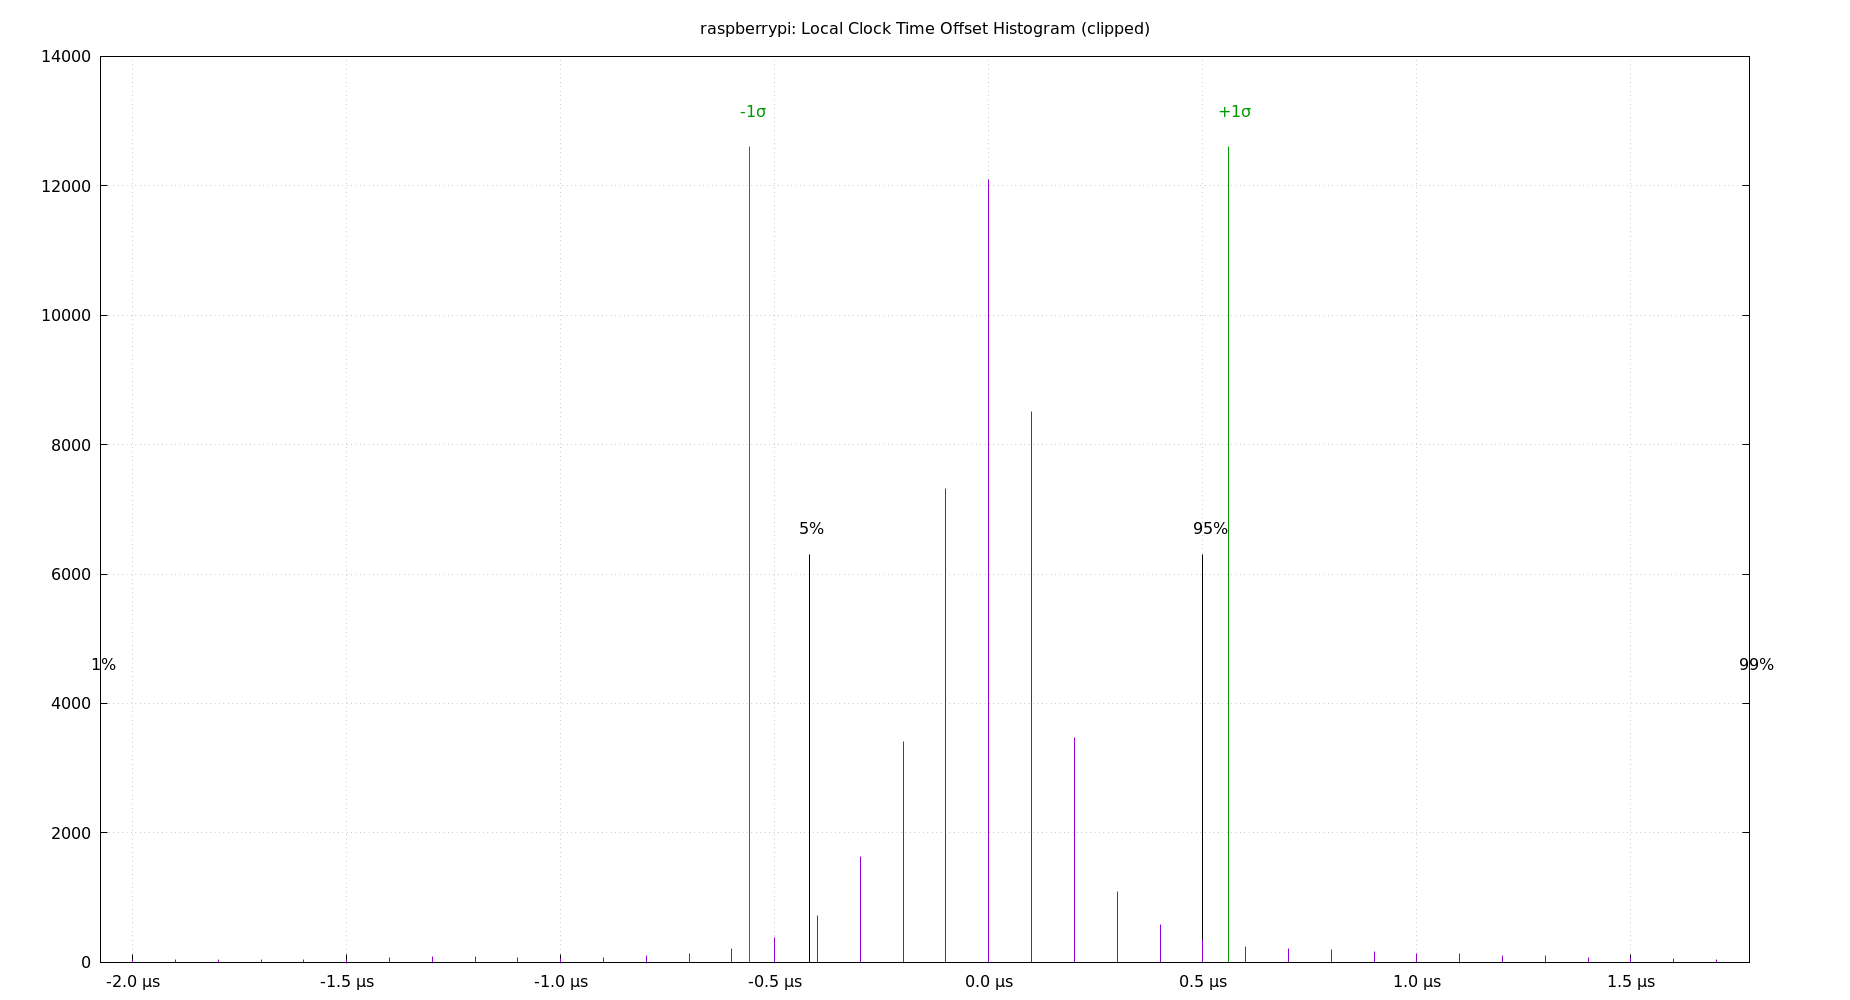 raspberrypi: Local Clock Time Offset Histogram (clipped)
14000
-1σ
+1σ
12000
10000
8000
5%
95%
6000
1%
99%
4000
2000
0
-2.0 µs
-1.5 µs
-1.0 µs
-0.5 µs
0.0 µs
0.5 µs
1.0 µs
1.5 µs